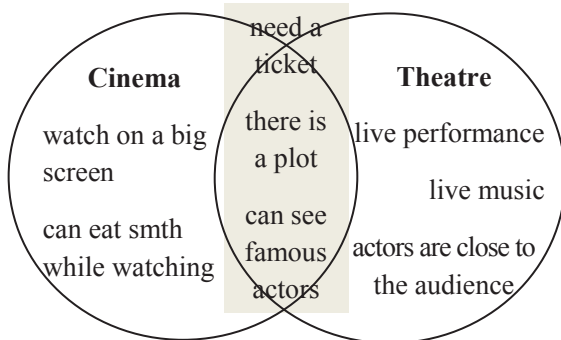 need a
ticket
Cinema
Theatre
watch on a big
screen
can eat smth
while watching
there is
a plot
can see
famous
actors
live performance
live music
actors are close to
the audience